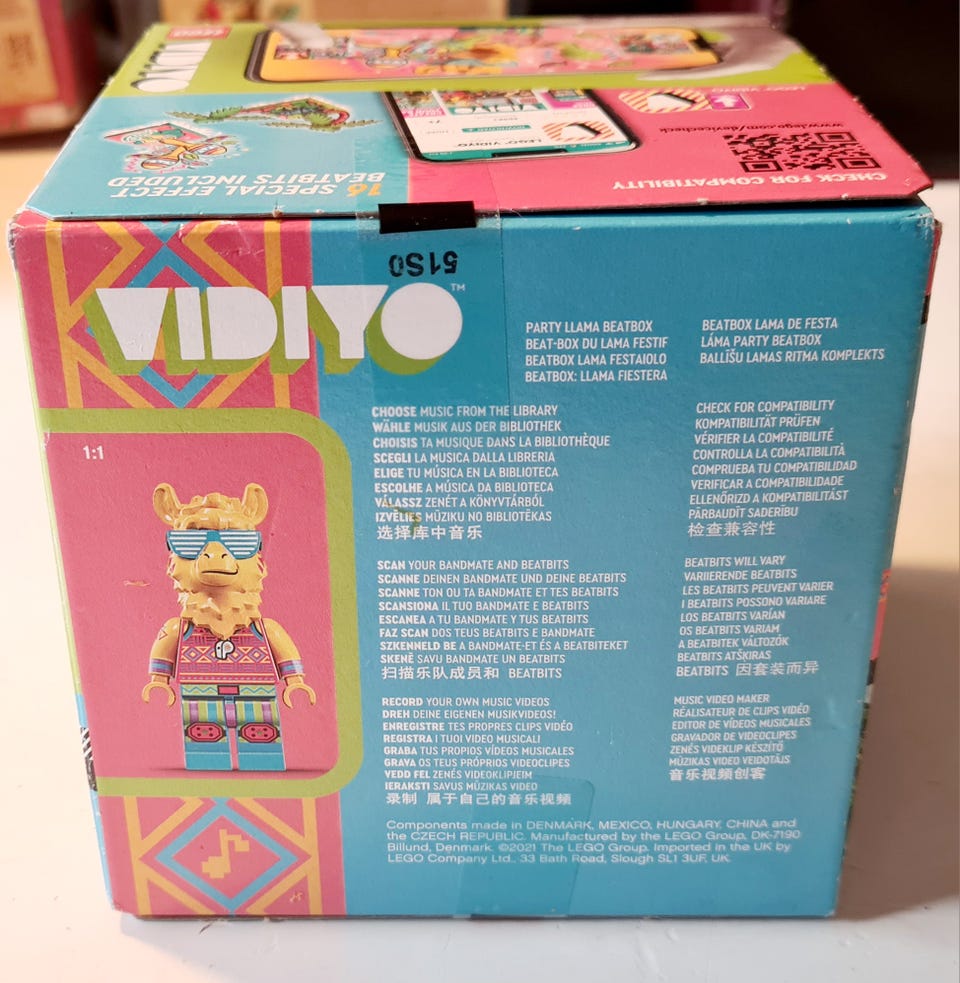 LEGO
VIDIYO
VIDIYO
LEGO VIDIYO
LEGO VIDIYO
www.lego.com/devicecheck
CHECK FOR COMPATIBILITY
16 SPECIAL EFFECT
BEATBITS INCLUDED
51S0
VIDIYO™
1:1
PARTY LLAMA BEATBOX
BEAT-BOX DU LAMA FESTIF
BEATBOX LAMA FESTAIOLO
BEATBOX: LLAMA FIESTERA
BEATBOX LAMA DE FESTA
LÁMA PARTY BEATBOX
BALLĪŠU LAMAS RITMA KOMPLEKTS
CHOOSE MUSIC FROM THE LIBRARY
WÄHLE MUSIK AUS DER BIBLIOTHEK
CHOISIS TA MUSIQUE DANS LA BIBLIOTHÈQUE
SCEGLI LA MUSICA DALLA LIBRERIA
ELIGE TU MÚSICA EN LA BIBLIOTECA
ESCOLHE A MÚSICA DA BIBLIOTECA
VÁLASSZ ZENÉT A KÖNYVTÁRBÓL
IZVĒLIES MŪZIKU NO BIBLIOTĒKAS
选择库中音乐
CHECK FOR COMPATIBILITY
KOMPATIBILITÄT PRÜFEN
VÉRIFIER LA COMPATIBILITÉ
CONTROLLA LA COMPATIBILITÀ
COMPRUEBA TU COMPATIBILIDAD
VERIFICAR A COMPATIBILIDADE
ELLENŐRIZD A KOMPATIBILITÁST
PĀRBAUDĪT SADERĪBU
检查兼容性
SCAN YOUR BANDMATE AND BEATBITS
SCANNE DEINEN BANDMATE UND DEINE BEATBITS
SCANNE TON OU TA BANDMATE ET TES BEATBITS
SCANSIONA IL TUO BANDMATE E BEATBITS
ESCANEA A TU BANDMATE Y TUS BEATBITS
FAZ SCAN DOS TEUS BEATBITS E BANDMATE
SZKENNELD BE A BANDMATE-ET ÉS A BEATBITEKET
SKENĒ SAVU BANDMATE UN BEATBITS
扫描乐队成员和 BEATBITS
BEATBITS WILL VARY
VARIIERENDE BEATBITS
LES BEATBITS PEUVENT VARIER
I BEATBITS POSSONO VARIARE
LOS BEATBITS VARÍAN
OS BEATBITS VARIAM
A BEATBITEK VÁLTOZÓK
BEATBITS ATŠĶIRAS
BEATBITS 因套装而异
RECORD YOUR OWN MUSIC VIDEOS
DREH DEINE EIGENEN MUSIKVIDEOS!
ENREGISTRE TES PROPRES CLIPS VIDÉO
REGISTRA I TUOI VIDEO MUSICALI
GRABA TUS PROPIOS VÍDEOS MUSICALES
GRAVA OS TEUS PRÓPRIOS VIDEOCLIPES
VEDD FEL ZENÉS VIDEOKLIPJEIM
IERAKSTI SAVUS MŪZIKAS VIDEO
录制 属于自己的音乐视频
MUSIC VIDEO MAKER
RÉALISATEUR DE CLIPS VIDÉO
EDITOR DE VÍDEOS MUSICALES
GRAVADOR DE VIDEOCLIPES
ZENÉS VIDEKLIP KÉSZÍTŐ
MŪZIKAS VIDEO VEIDOTĀJS
音乐视频创客
Components made in DENMARK, MEXICO, HUNGARY, CHINA and
the CZECH REPUBLIC. Manufactured by the LEGO Group, DK-7190
Billund, Denmark. ©2021 The LEGO Group. Imported in the UK by
LEGO Company Ltd., 33 Bath Road, Slough SL1 3UF, UK.